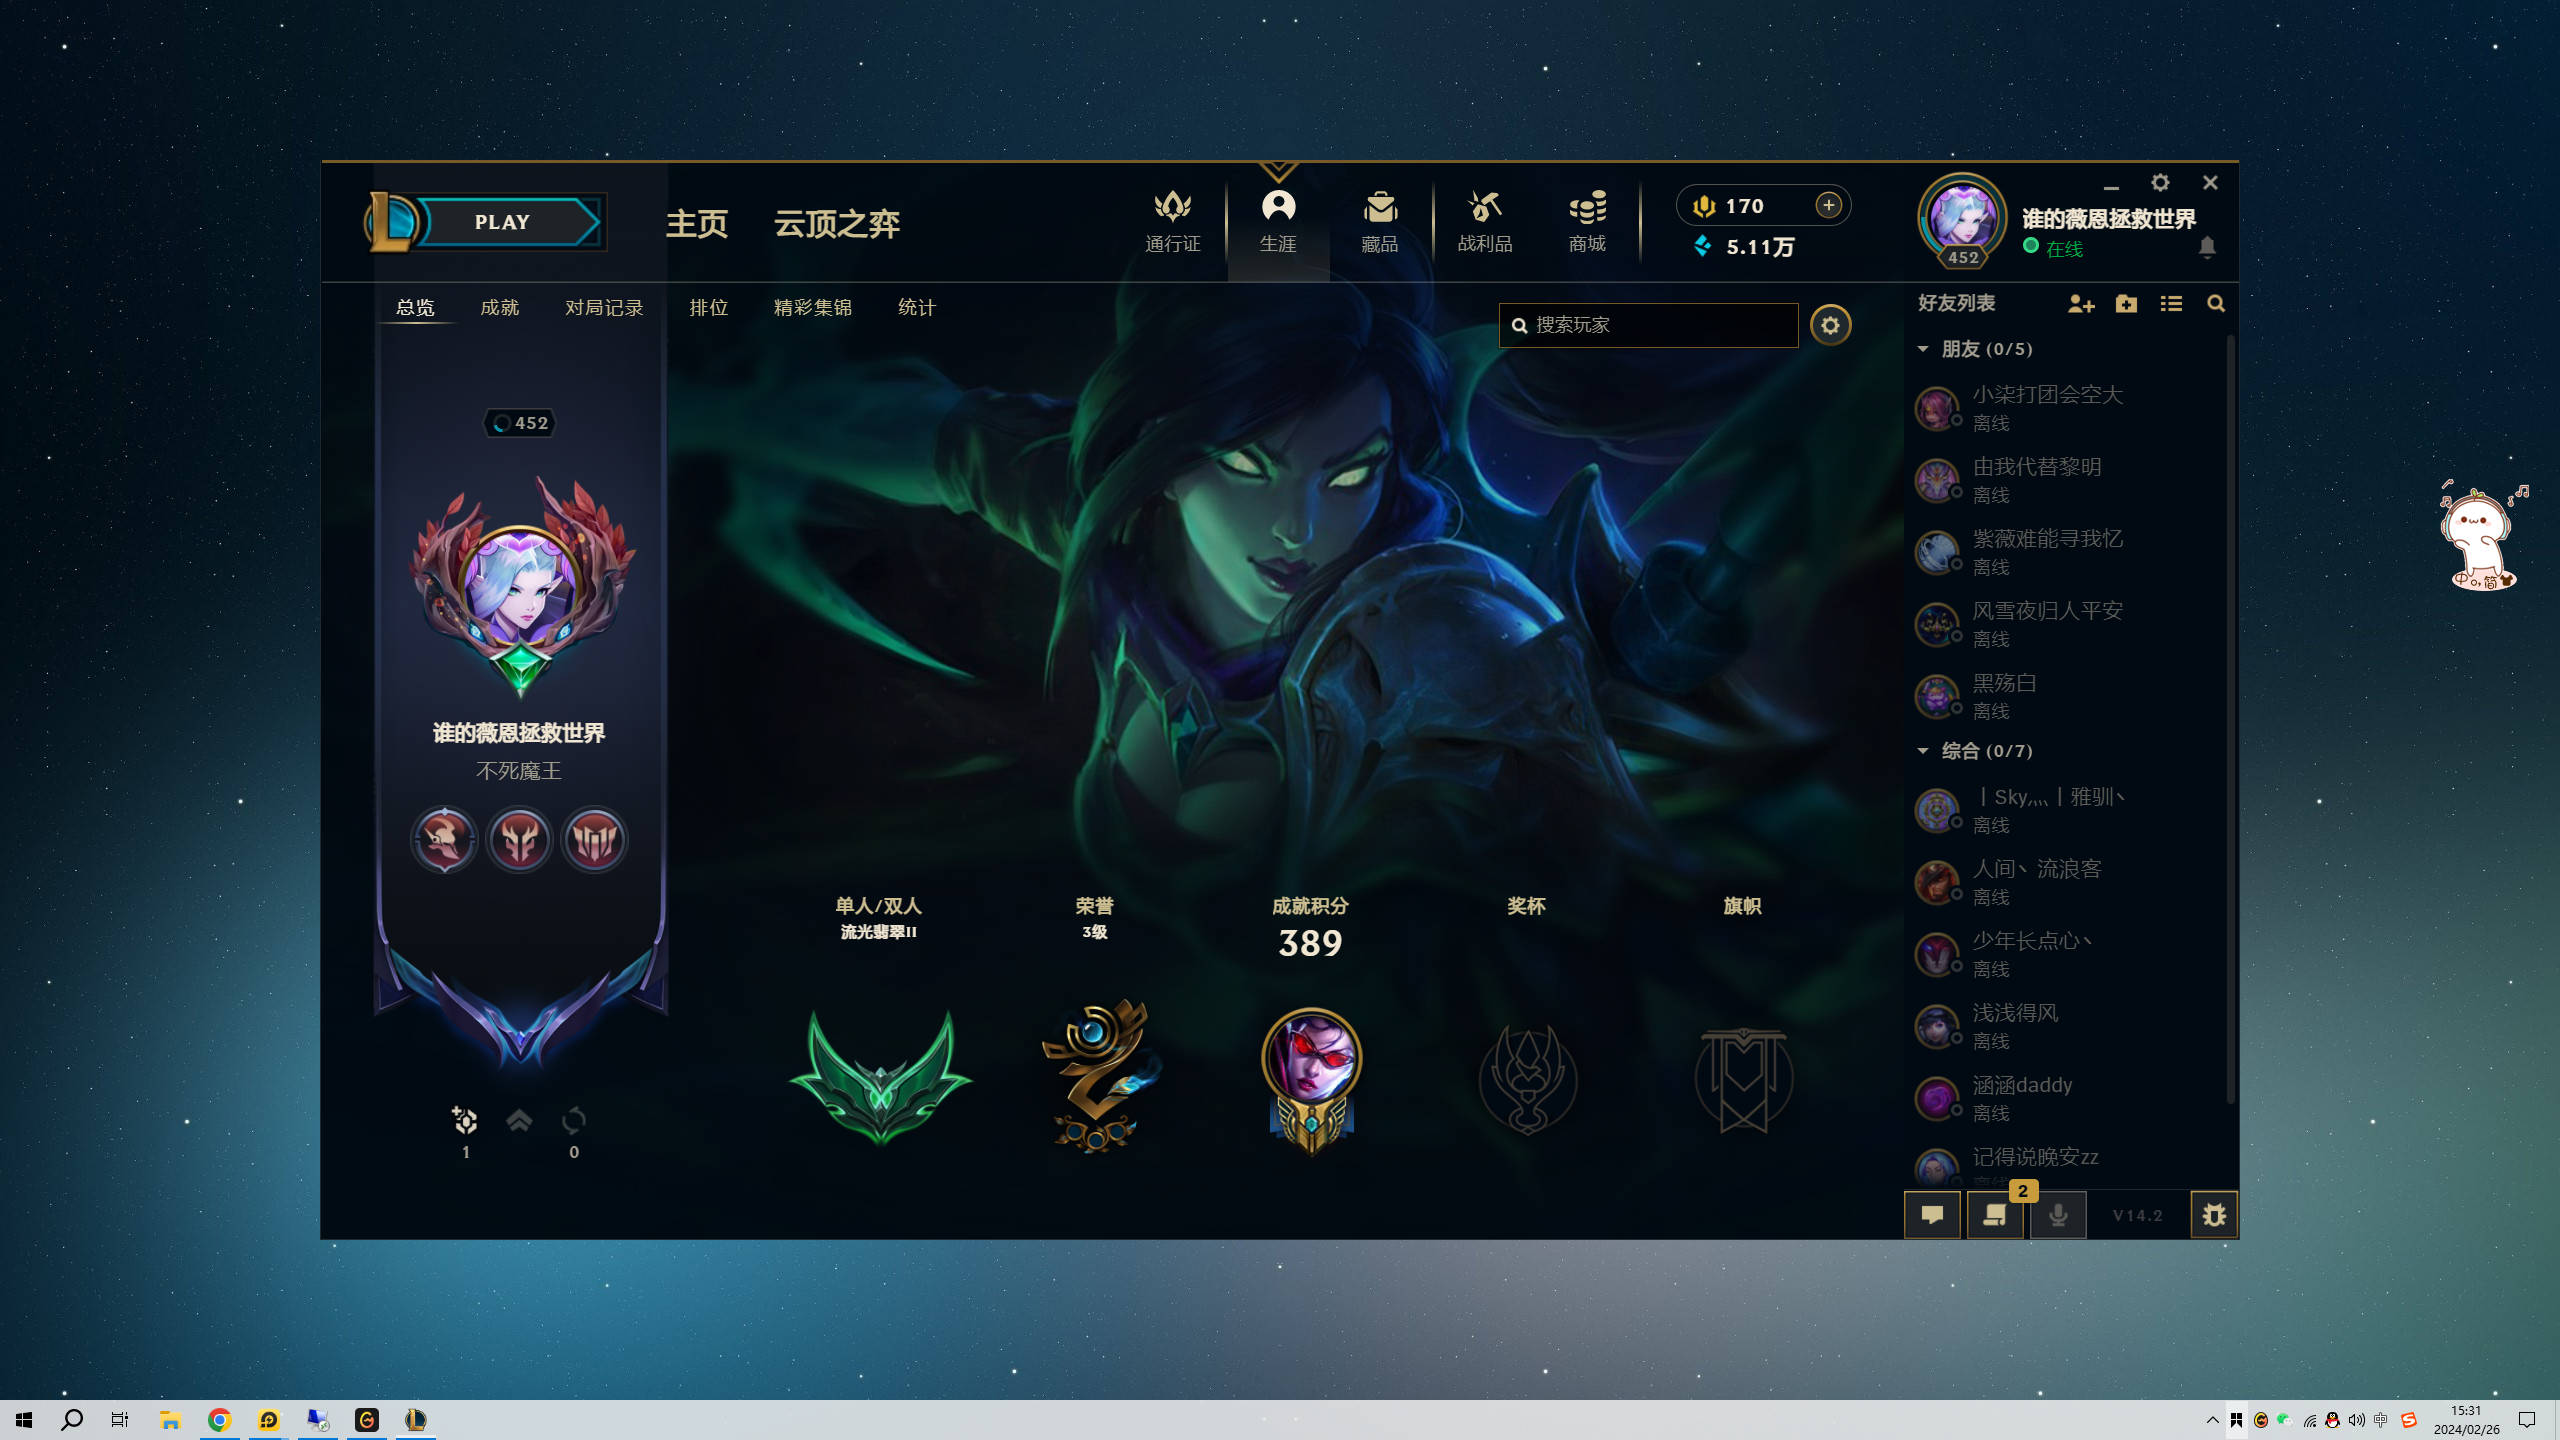 PLAY
主页
云顶之弈
通行证
生涯
藏品
战利品
商城
170
5.11万
452
谁的薇恩拯救世界
在线
总览
成就
对局记录
排位
精彩集锦
统计
搜索玩家
好友列表
朋友 (0/5)
小柒打团会空大
离线
由我代替黎明
离线
紫薇难能寻我忆
离线
风雪夜归人平安
离线
黑殇白
离线
综合 (0/7)
丨Sky灬丨雅驯丶
离线
人间丶流浪客
离线
少年长点心丶
离线
浅浅得风
离线
涵涵daddy
离线
记得说晚安zz
离线
452
谁的薇恩拯救世界
不死魔王
1
0
单人/双人
流光翡翠II
荣誉
3级
成就积分
389
奖杯
旗帜
2
V14.2
中 简
中
15:31
2024/02/26